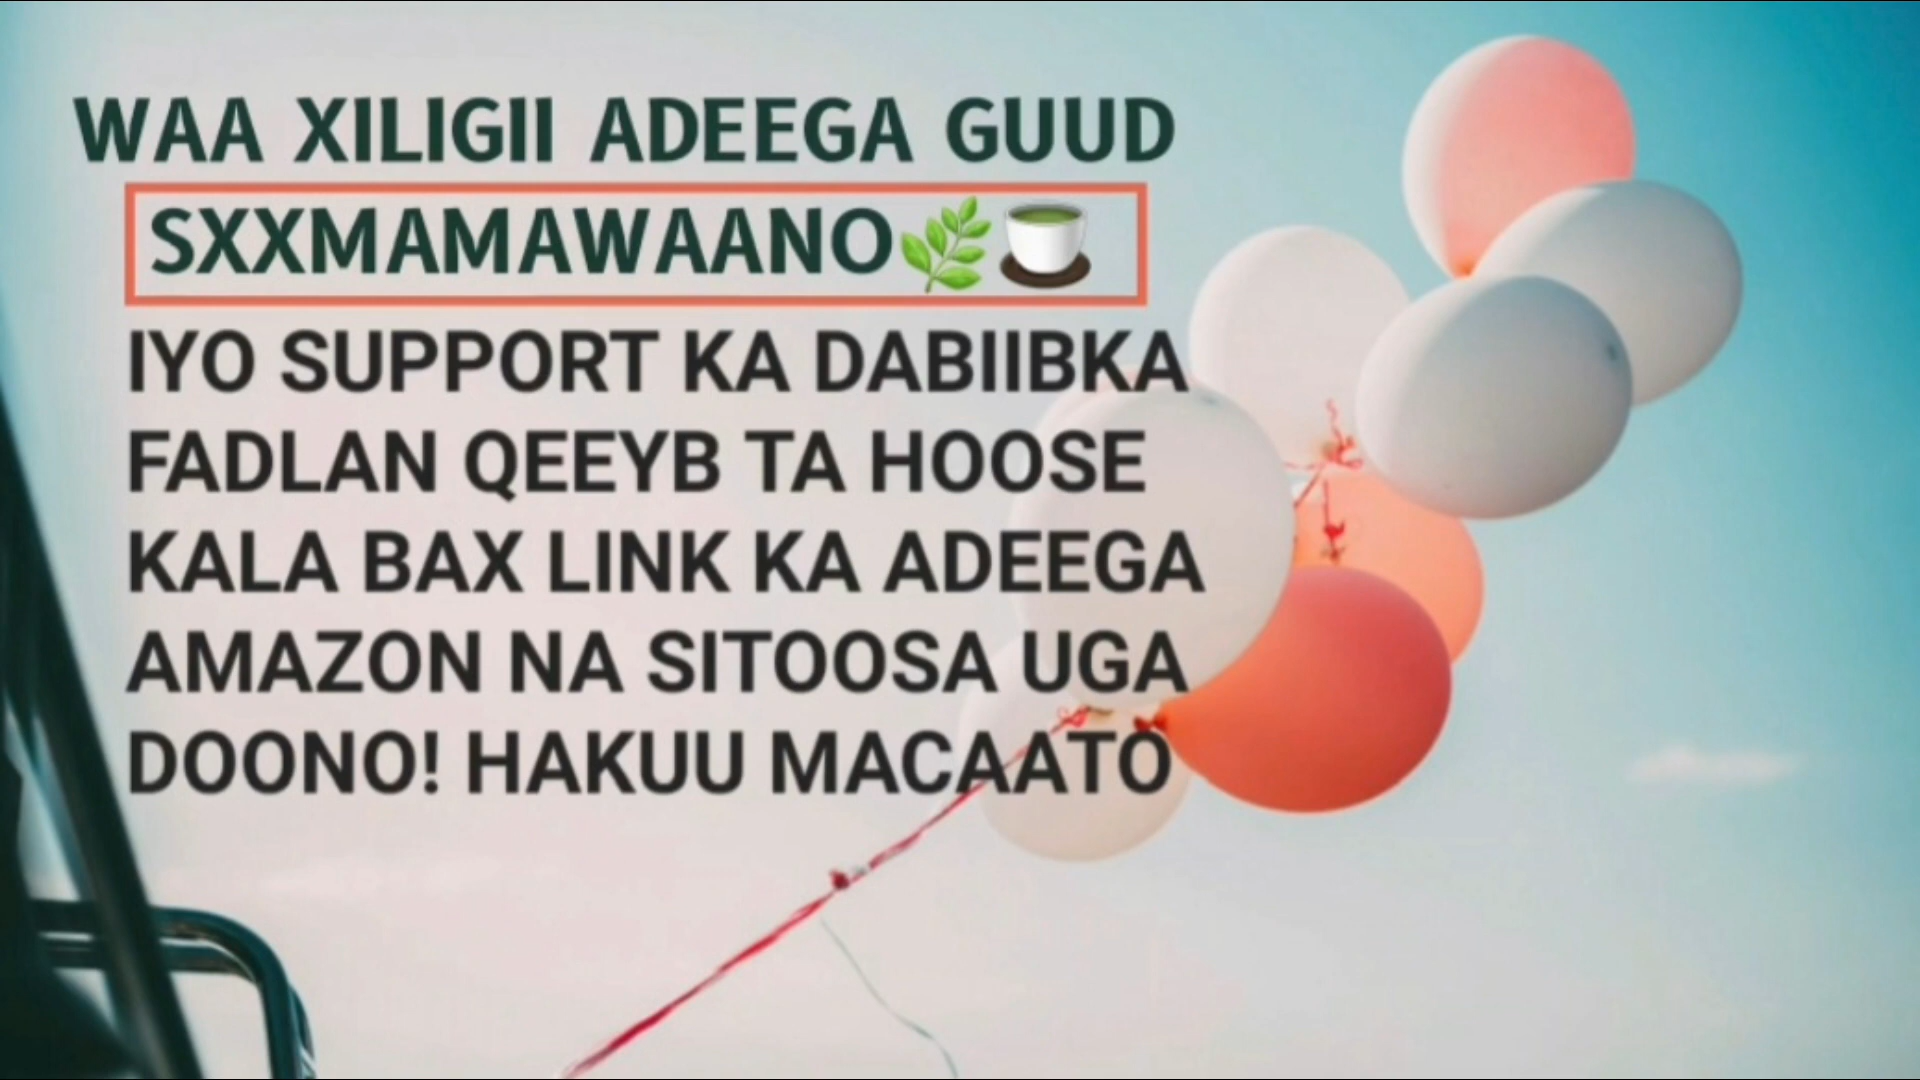 WAA XILIGII ADEEGA GUUD
SXXMAMAWAANO🌿🍵
IYO SUPPORT KA DABIIBKA
FADLAN QEEYB TA HOOSE
KALA BAX LINK KA ADEEGA
AMAZON NA SITOOSA UGA
DOONO! HAKUU MACAATO